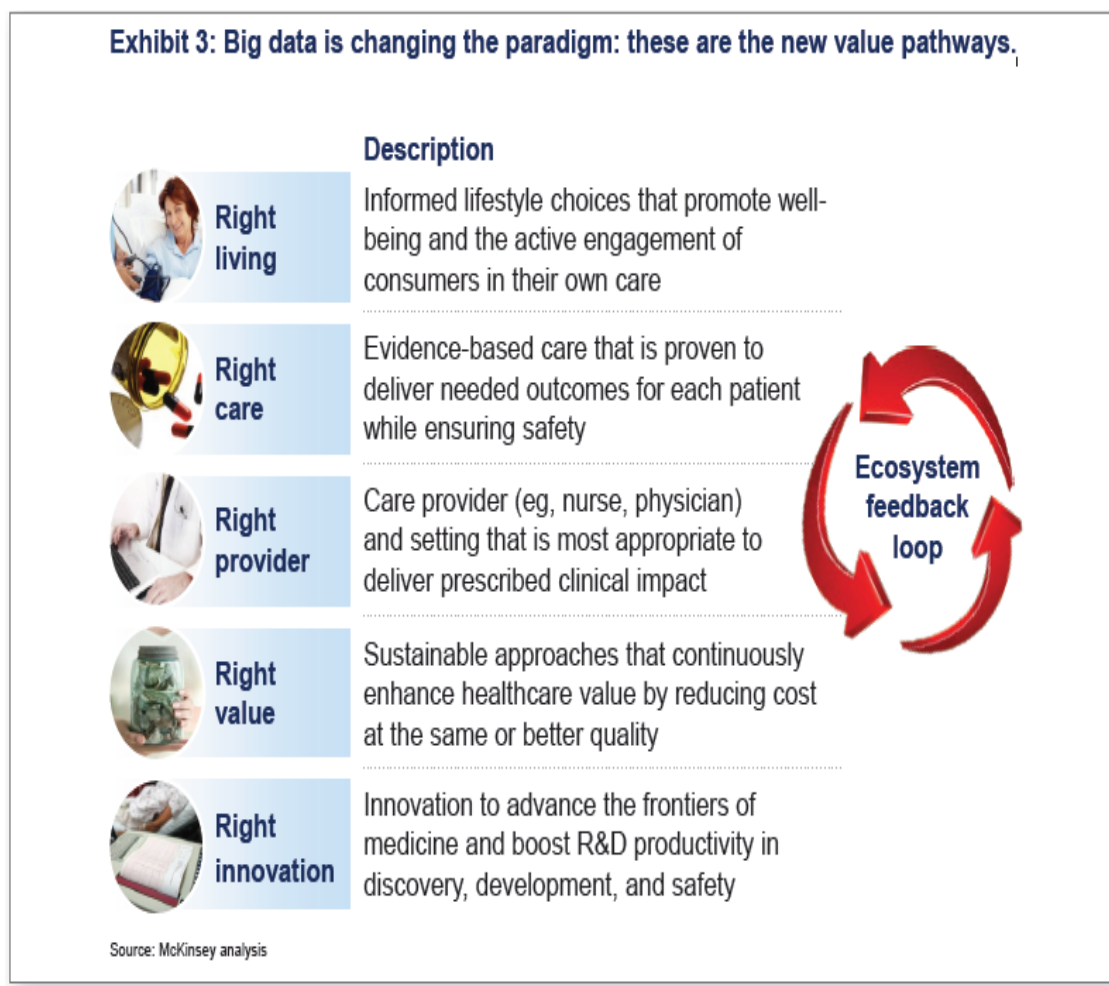 Exhibit 3: Big data is changing the paradigm: these are the new value pathways.
Description
Right
living
Informed lifestyle choices that promote well-
being and the active engagement of
consumers in their own care
Right
care
Evidence-based care that is proven to
deliver needed outcomes for each patient
while ensuring safety
Right
provider
Care provider (eg, nurse, physician)
and setting that is most appropriate to
deliver prescribed clinical impact
Right
value
Sustainable approaches that continuously
enhance healthcare value by reducing cost
at the same or better quality
Right
innovation
Innovation to advance the frontiers of
medicine and boost R&D productivity in
discovery, development, and safety
Ecosystem
feedback
loop
Source: McKinsey analysis